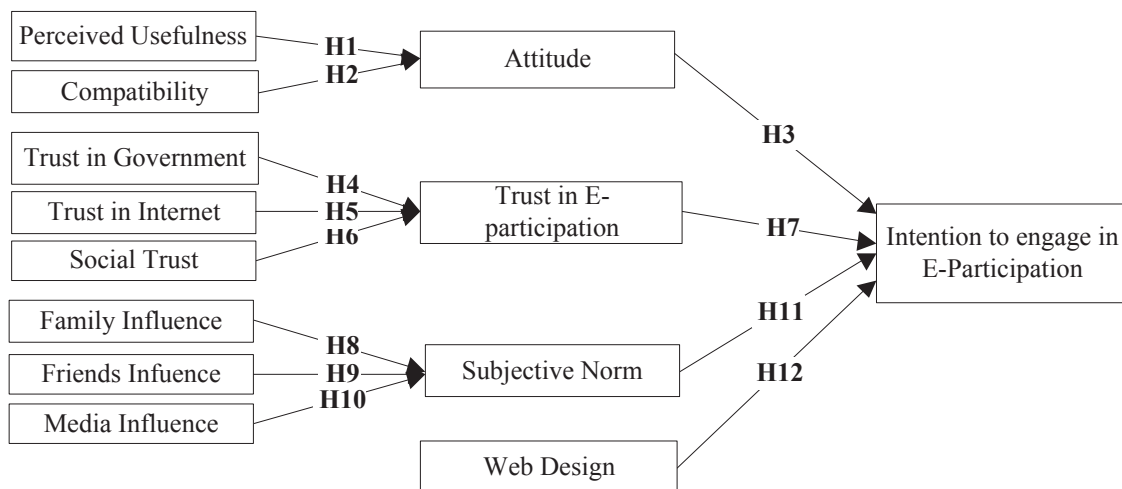 Perceived Usefulness
H1
Attitude
H2
Compatibility
H3
Trust in Government
H4
Trust in Internet
H5
Trust in E-
participation
H6
Social Trust
H7
Intention to engage in
E-Participation
Family Influence
H8
Friends Infuence
H9
Subjective Norm
H10
Media Influence
H11
H12
Web Design